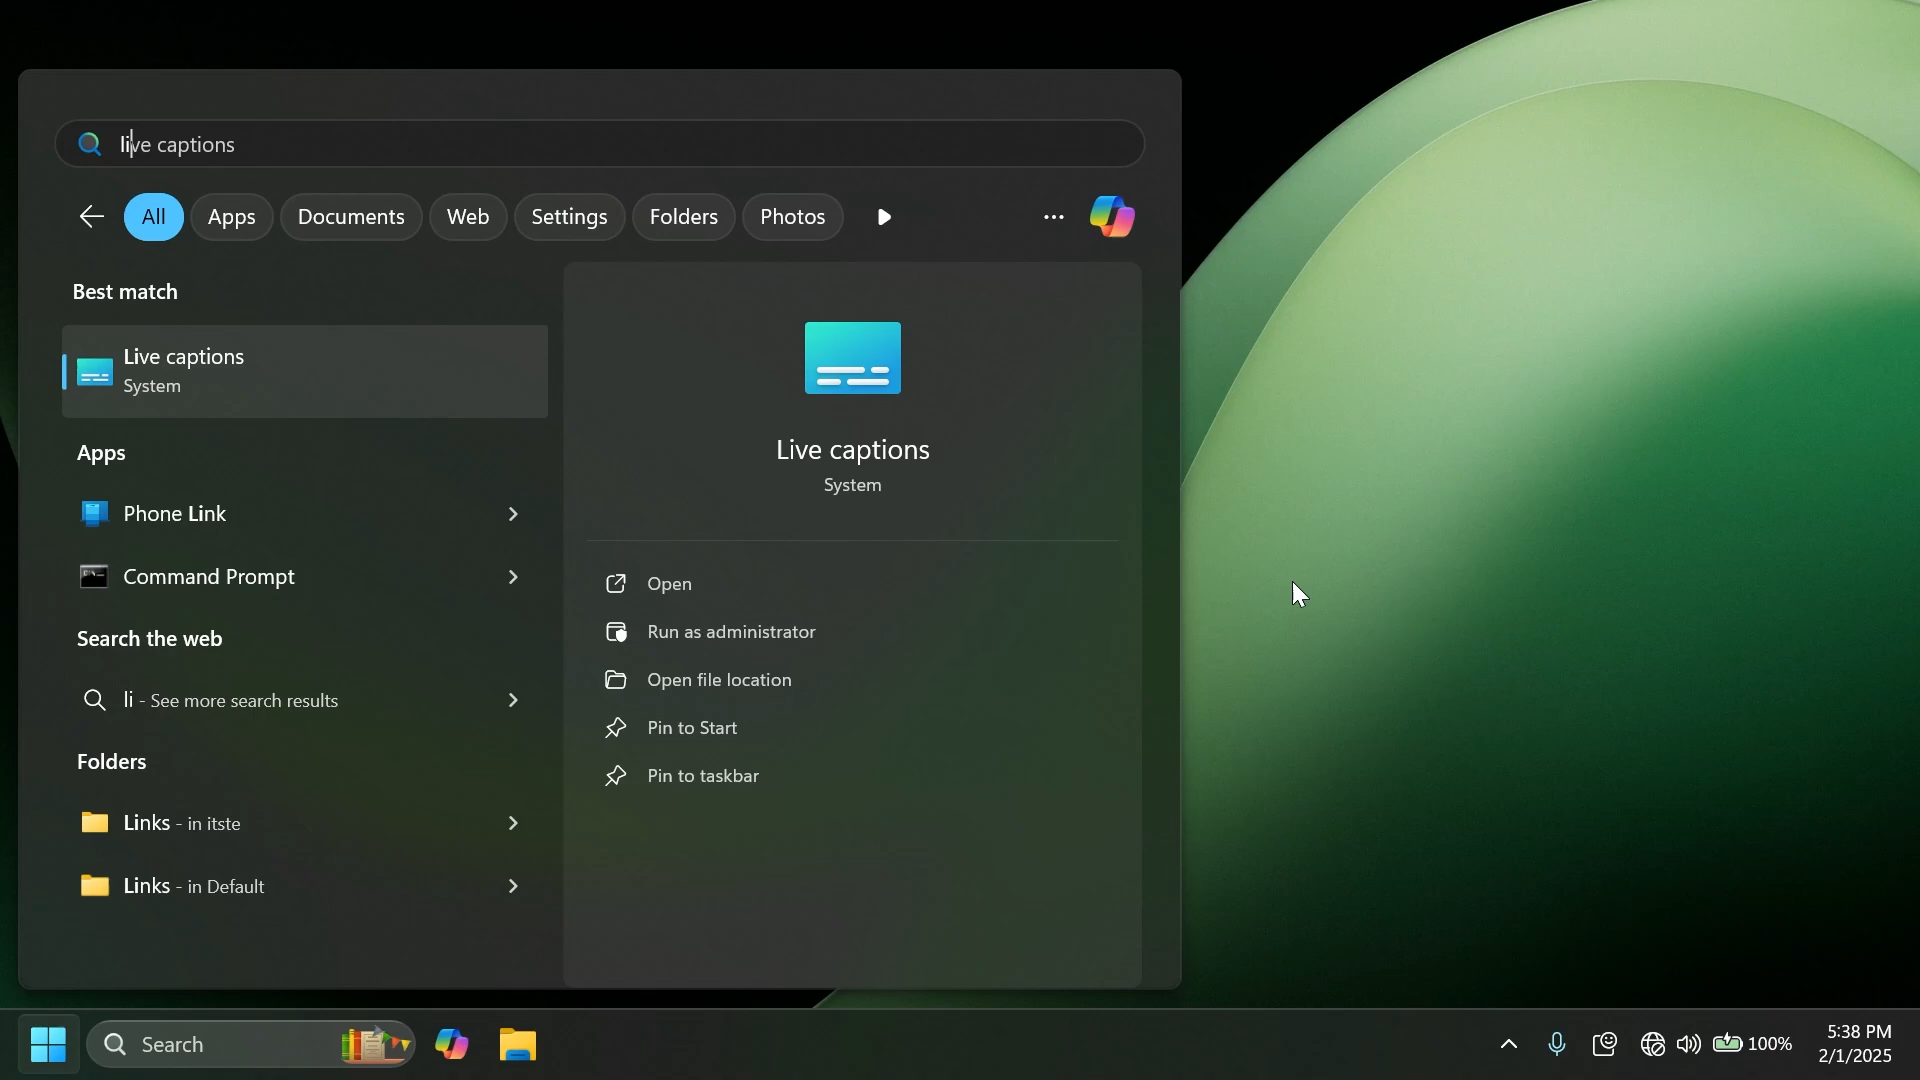 live captions
All Apps Documents Web Settings Folders Photos
Best match
Live captions
System
Apps
Phone Link
Command Prompt
Search the web
li - See more search results
Folders
Links - in itste
Links - in Default
Live captions
System
Open
Run as administrator
Open file location
Pin to Start
Pin to taskbar
Search
100%
5:38 PM
2/1/2025